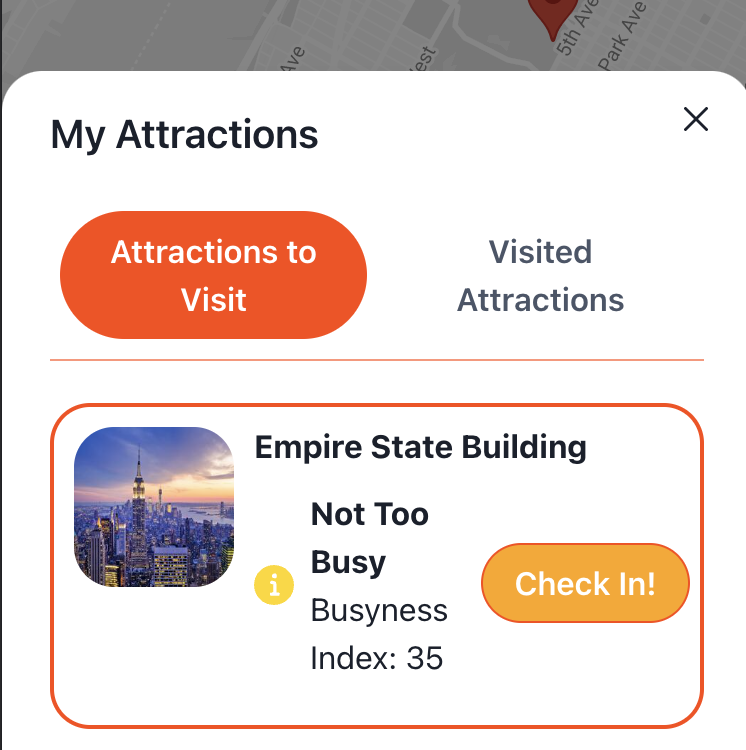 5th Ave
Park Ave
Ave
est
My Attractions
Attractions to
Visit
Visited
Attractions
Empire State Building
Not Too
Busy
Busyness
Index: 35
Check In!